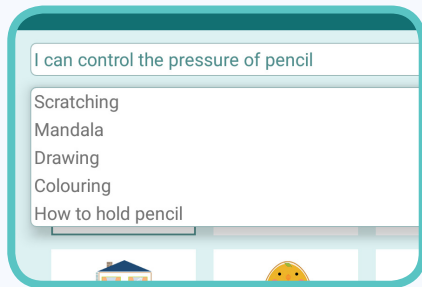 I can control the pressure of pencil
Scratching
Mandala
Drawing
Colouring
How to hold pencil